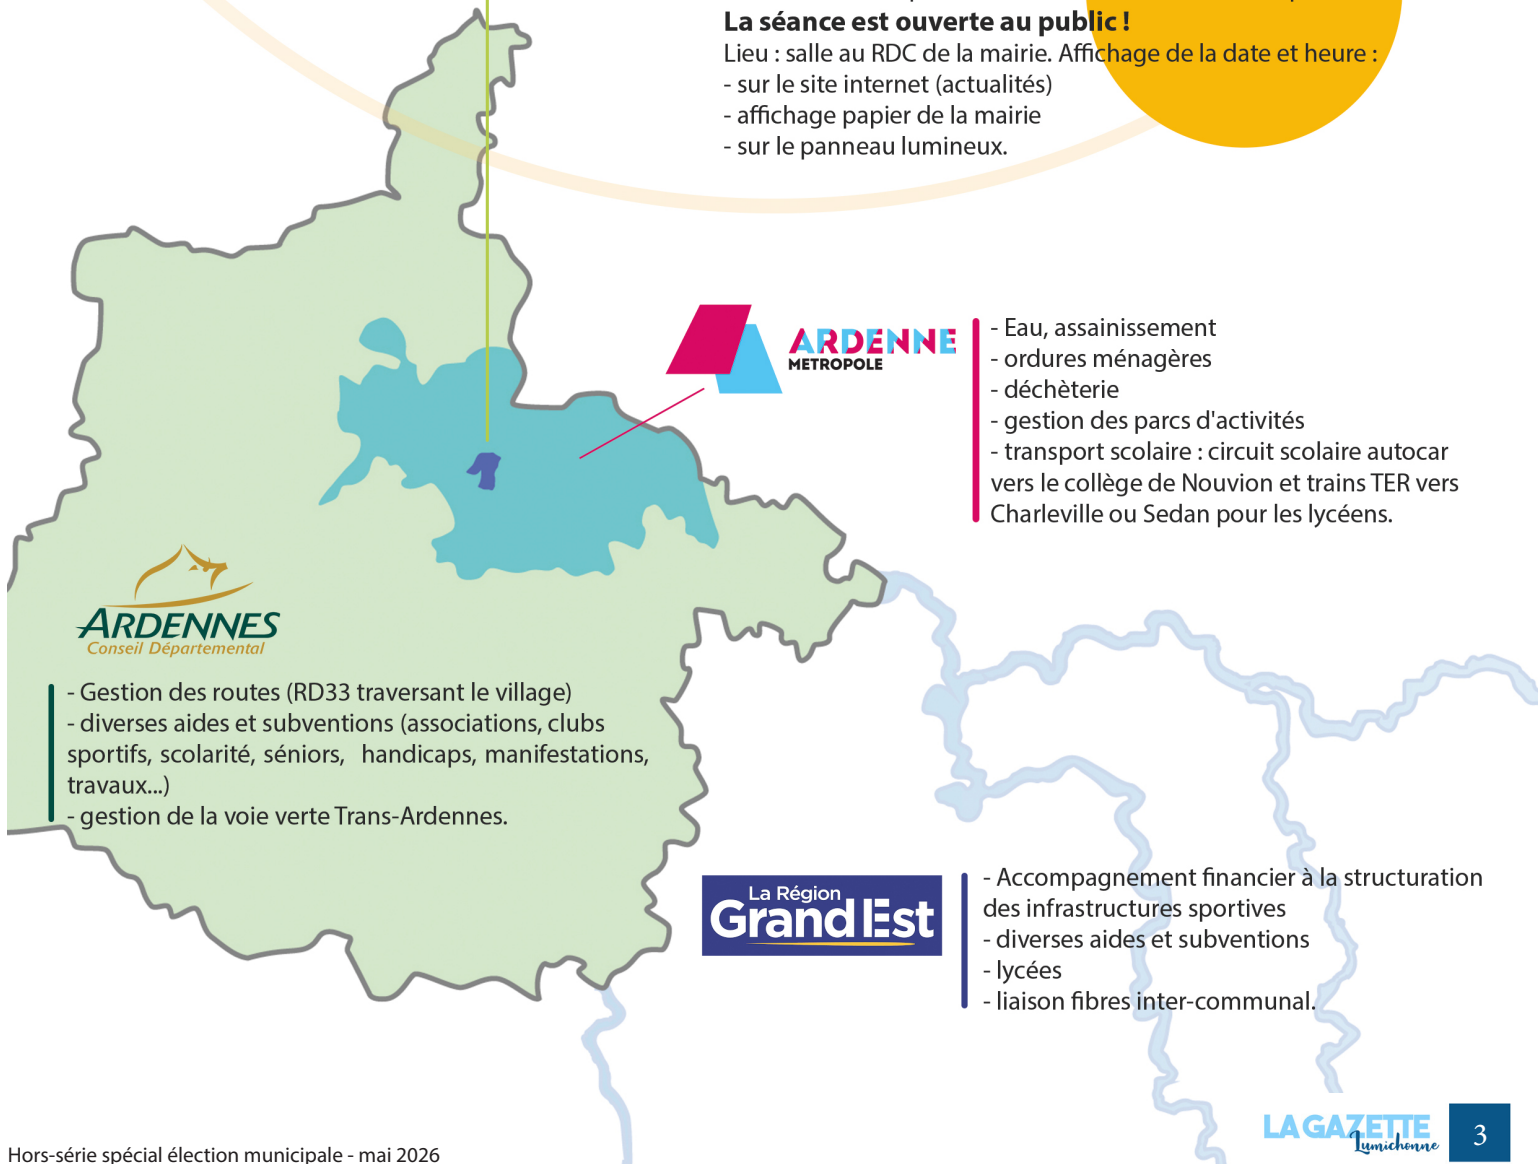 La séance est ouverte au public !
Lieu : salle au RDC de la mairie. Affichage de la date et heure :
- sur le site internet (actualités)
- affichage papier de la mairie
- sur le panneau lumineux.
ARDENNE
METROPOLE
- Eau, assainissement
- ordures ménagères
- déchèterie
- gestion des parcs d'activités
- transport scolaire : circuit scolaire autocar
vers le collège de Nouvion et trains TER vers
Charleville ou Sedan pour les lycéens.
ARDENNES
Conseil Départemental
- Gestion des routes (RD33 traversant le village)
- diverses aides et subventions (associations, clubs
sportifs, scolarité, séniors, handicaps, manifestations,
travaux...)
- gestion de la voie verte Trans-Ardennes.
La Région
Grand Est
- Accompagnement financier à la structuration
des infrastructures sportives
- diverses aides et subventions
- lycées
- liaison fibres inter-communal.
LA GAZETTE
Lumichonne
3
Hors-série spécial élection municipale - mai 2026